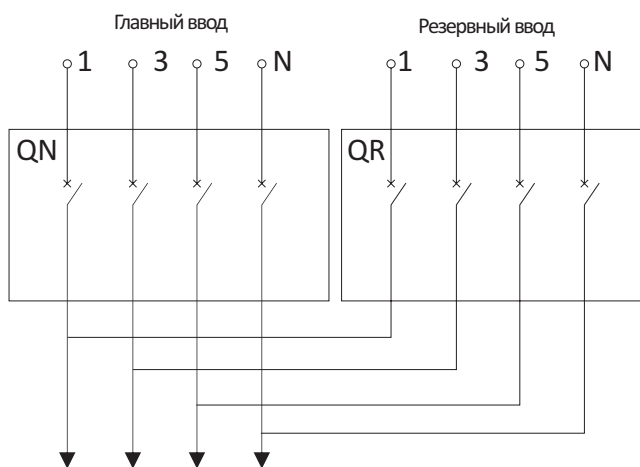 Главный ввод
Резервный ввод
1 3 5 N
1 3 5 N
QN
QR